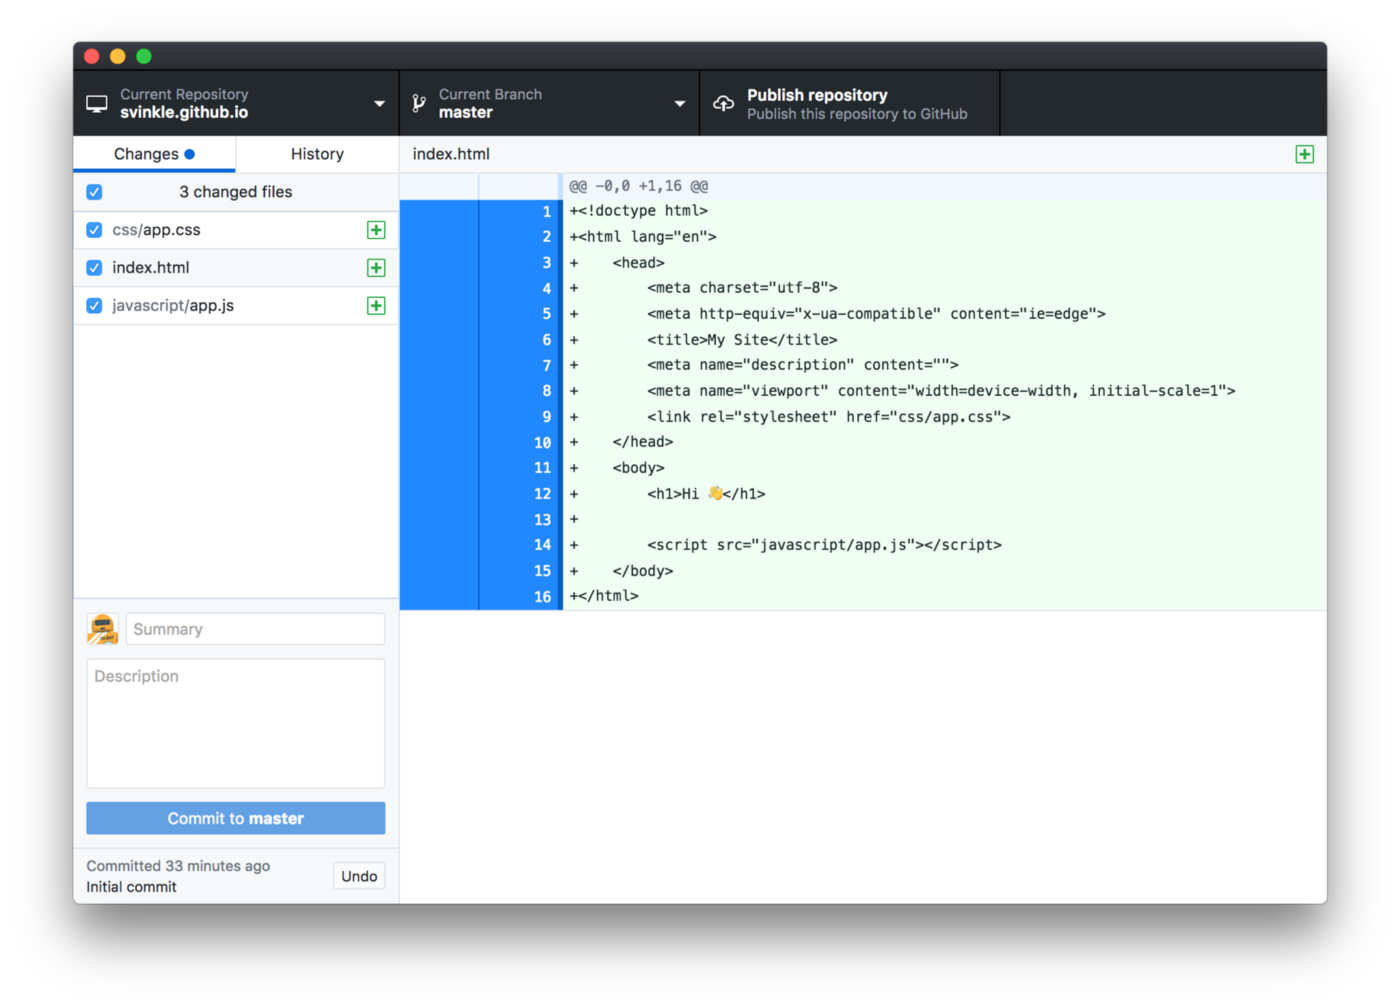 Current Repository
svinkle.github.io
Current Branch
master
Publish repository
Publish this repository to GitHub
Changes
History
3 changed files
css/app.css
index.html
javascript/app.js
Summary
Description
Commit to master
Committed 33 minutes ago
Initial commit
Undo
index.html
@@ -0,0 +1,16 @@
1 +<!doctype html>
2 +<html lang="en">
3 +    <head>
4 +        <meta charset="utf-8">
5 +        <meta http-equiv="x-ua-compatible" content="ie=edge">
6 +        <title>My Site</title>
7 +        <meta name="description" content="">
8 +        <meta name="viewport" content="width=device-width, initial-scale=1">
9 +        <link rel="stylesheet" href="css/app.css">
10 +    </head>
11 +    <body>
12 +        <h1>Hi 👋</h1>
13 +
14 +        <script src="javascript/app.js"></script>
15 +    </body>
16 +</html>